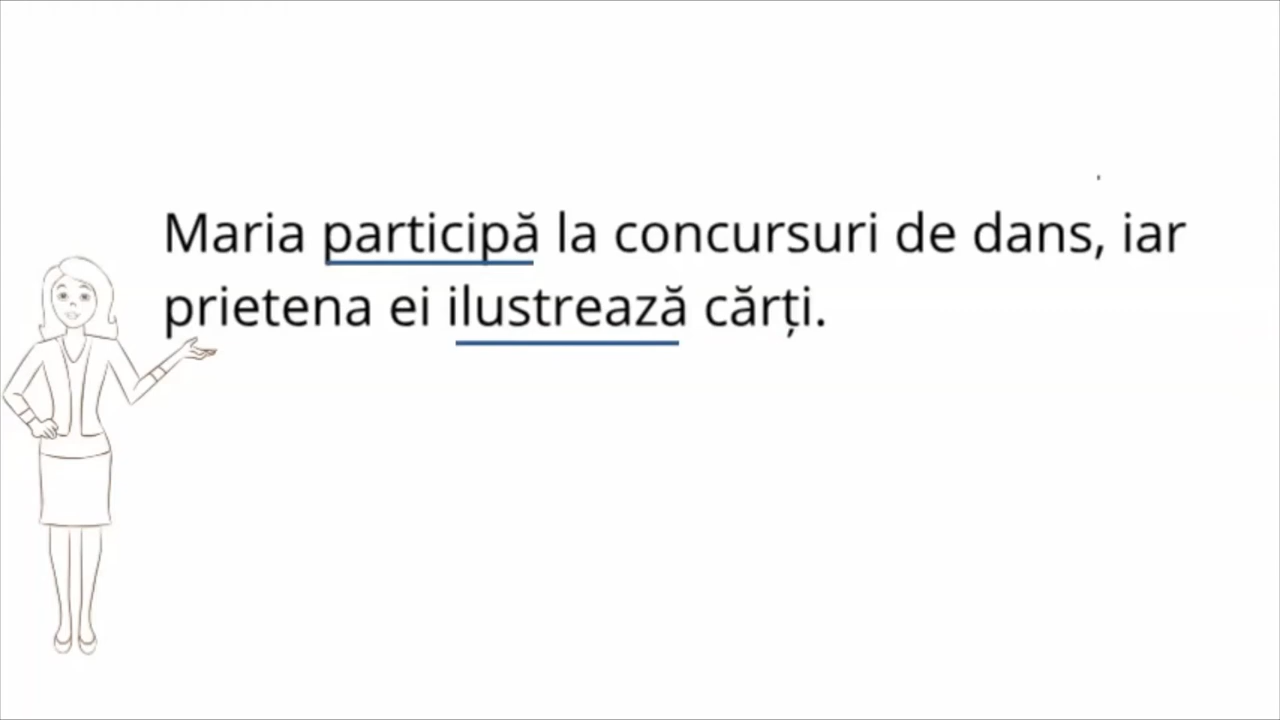 Maria participă la concursuri de dans, iar
prietena ei ilustrează cărți.